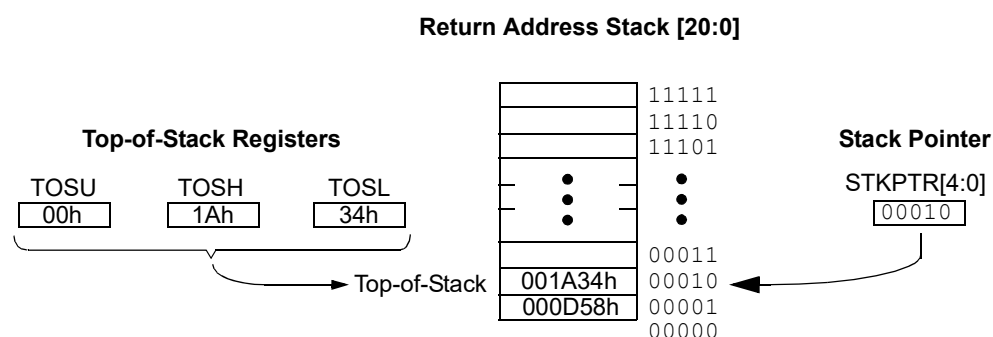 Return Address Stack [20:0]
11111
11110
11101
Top-of-Stack Registers
Stack Pointer
TOSU TOSH TOSL
STKPTR[4:0]
00h 1Ah 34h
00010
00011
Top-of-Stack 001A34h 00010
000D58h 00001
00000